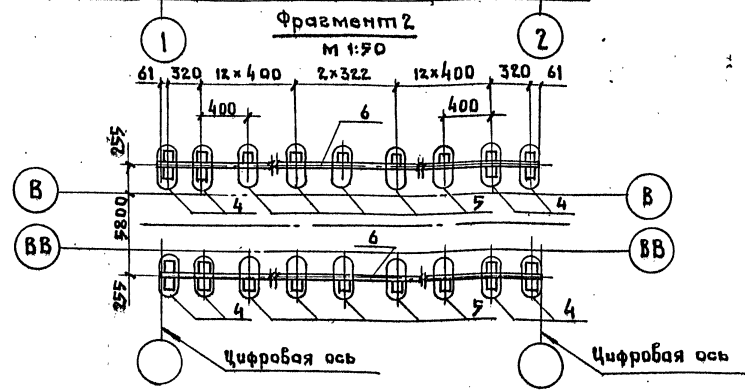 Фрагмент 2
М 1:50
1
2
61 320 12×400 2×322 12×400 320 61
400 6 400
255
В В
4 5 4
5800
ВВ ВВ
6
255
4 5 4
Цифровая ось Цифровая ось